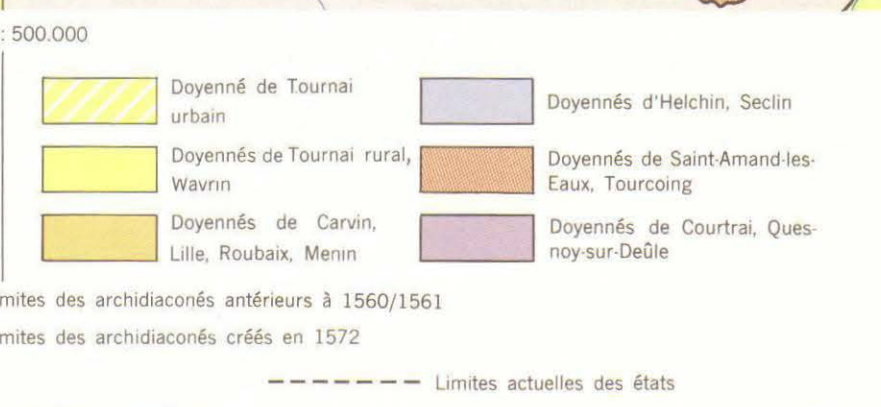 : 500.000
Doyenné de Tournai
urbain
Doyennés de Tournai rural,
Wavrin
Doyennés de Carvin,
Lille, Roubaix, Menin
Doyennés d'Helchin, Seclin
Doyennés de Saint-Amand-les-
Eaux, Tourcoing
Doyennés de Courtrai, Ques-
noy-sur-Deûle
mites des archidiaconés antérieurs à 1560/1561
mites des archidiaconés créés en 1572
Limites actuelles des états